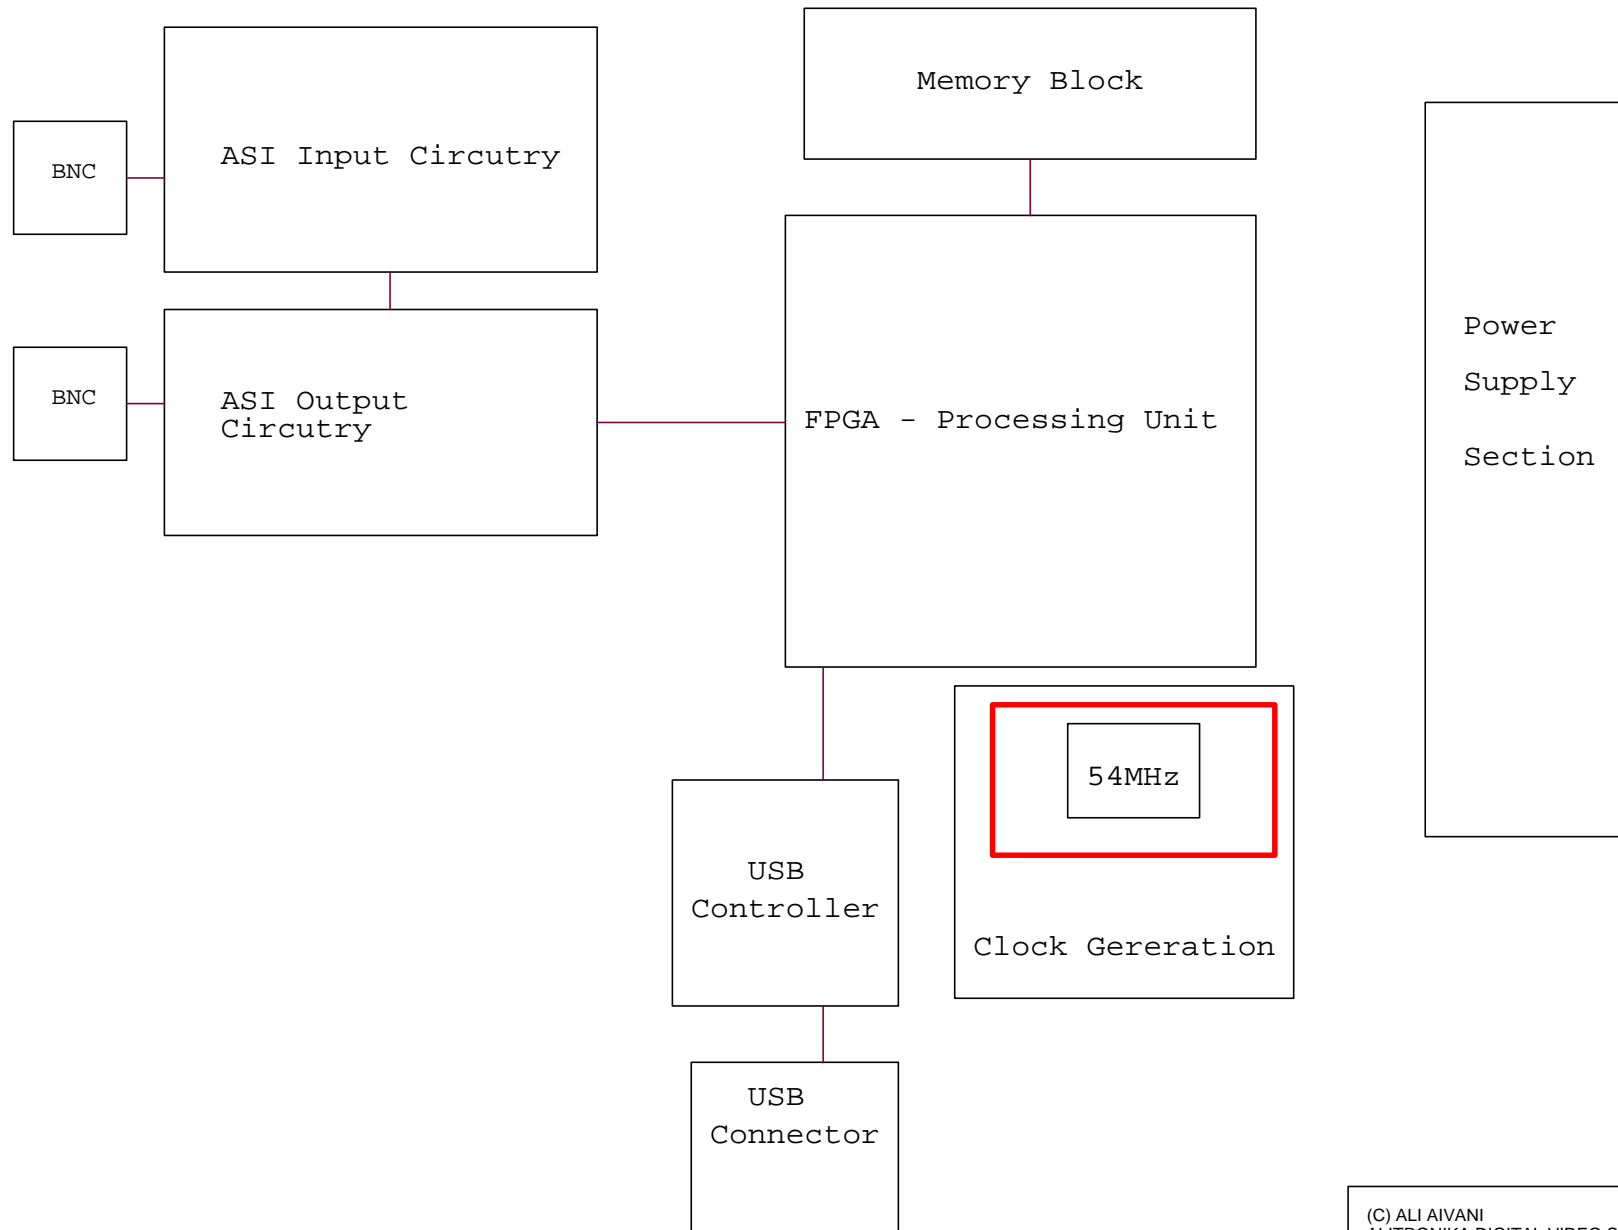 Memory Block
BNC
ASI Input Circutry
BNC
ASI Output
Circutry
FPGA - Processing Unit
Power
Supply
Section
54MHz
USB
Controller
Clock Gereration
USB
Connector
(C) ALI AIVANI